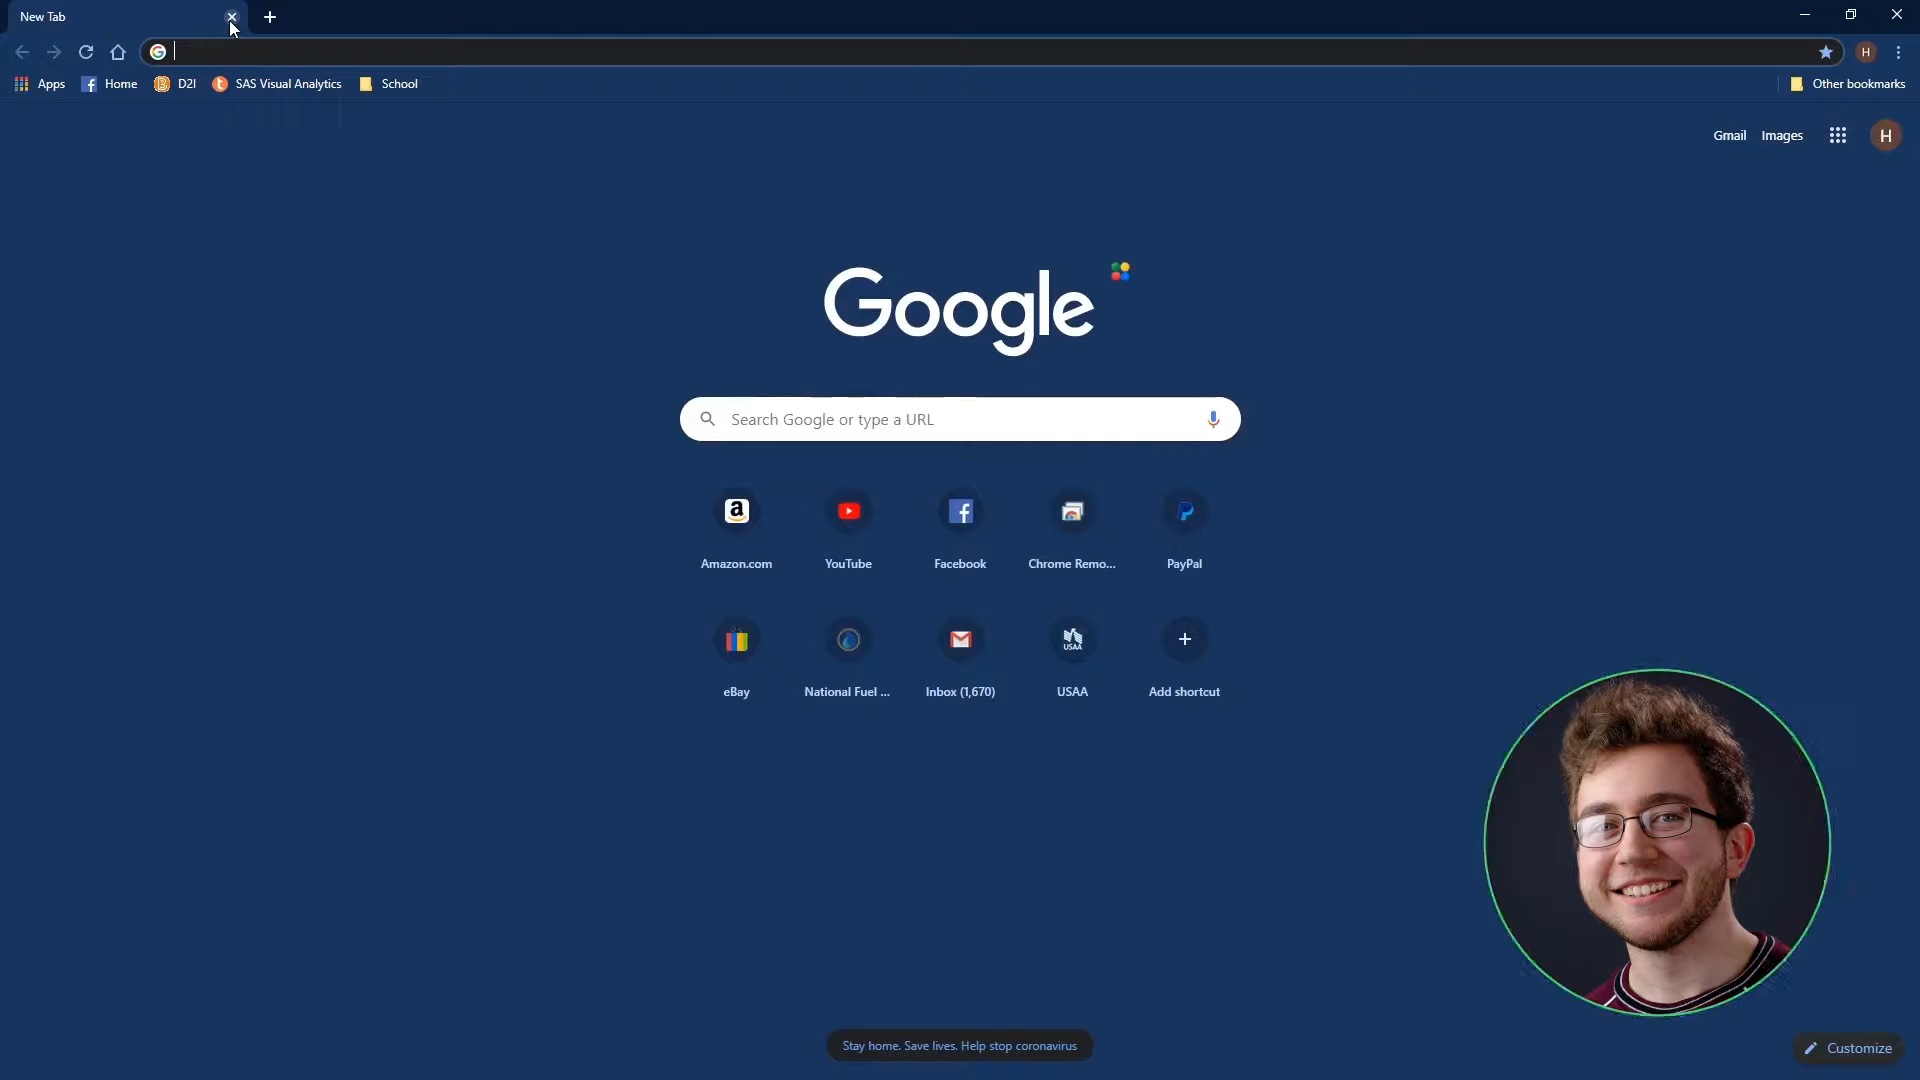 New Tab
Apps Home D2l SAS Visual Analytics School Other bookmarks
Gmail Images H
Google
Search Google or type a URL
Amazon.com YouTube Facebook Chrome Remo... PayPal
USAA
eBay National Fuel ... Inbox (1,670) USAA Add shortcut
Stay home. Save lives. Help stop coronavirus
Customize